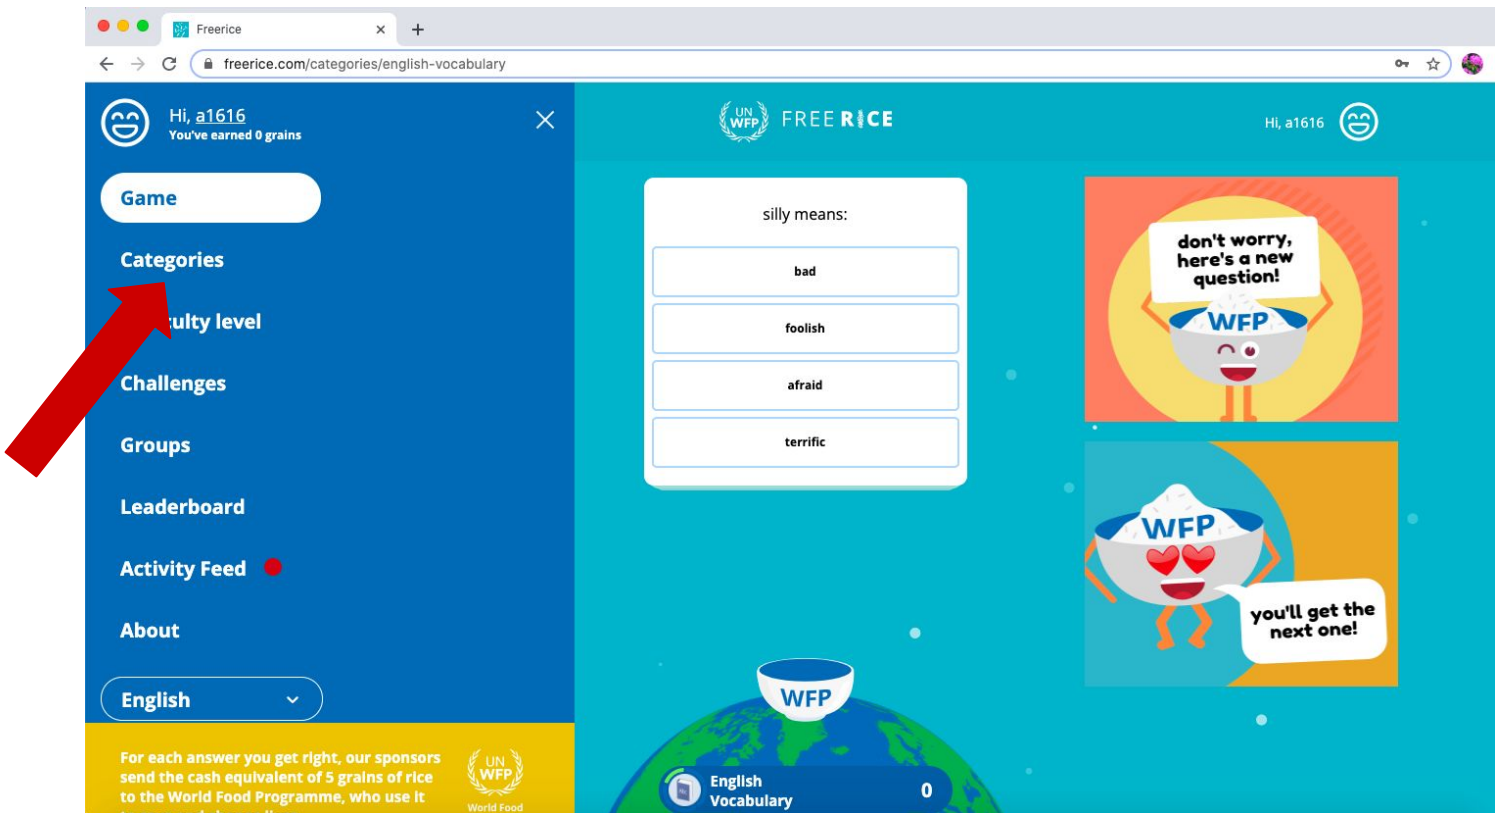 Freerice
freerice.com/categories/english-vocabulary
Hi, a1616
You've earned 0 grains
Game
Categories
culty level
Challenges
Groups
Leaderboard
Activity Feed
About
English
For each answer you get right, our sponsors
send the cash equivalent of 5 grains of rice
to the World Food Programme, who use it
UN
WFP
World Food
UN
WFP
FREERICE
Hi, a1616
silly means:
bad
foolish
afraid
terrific
don't worry,
here's a new
question!
WFP
WFP
you'll get the
next one!
WFP
English
Vocabulary
0